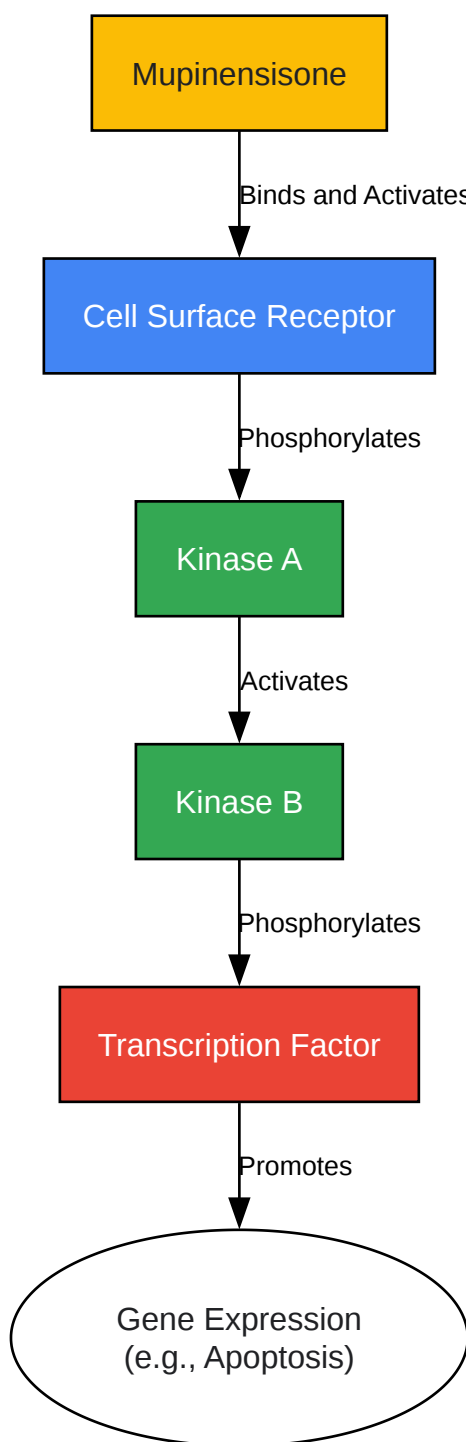 Mupinensisone
Binds and Activates
Cell Surface Receptor
Phosphorylates
Kinase A
Activates
Kinase B
Phosphorylates
Transcription Factor
Promotes
Gene Expression
(e.g., Apoptosis)